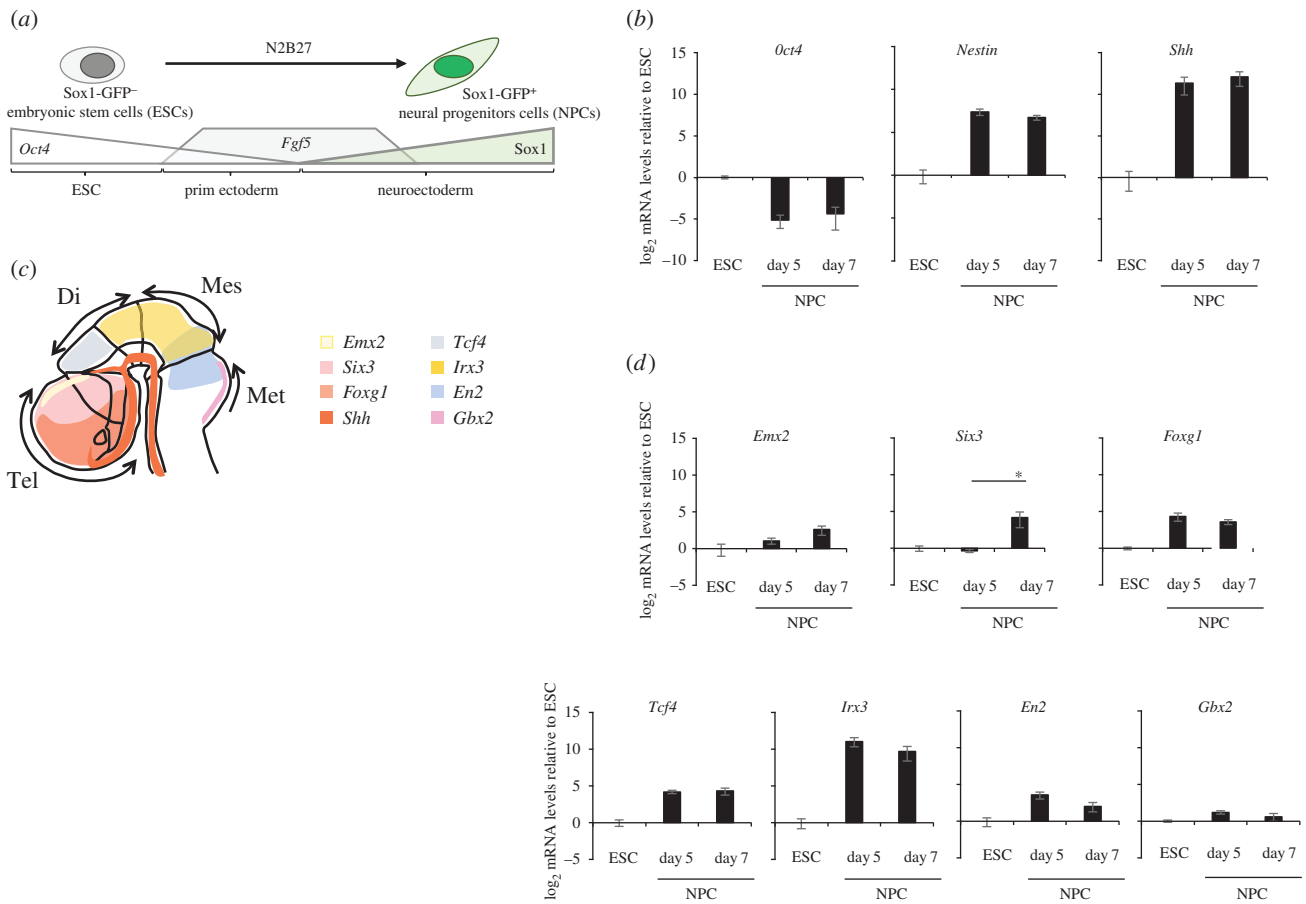 (a)
N2B27
Sox1-GFP–
embryonic stem cells (ESCs)
Sox1-GFP+
neural progenitors cells (NPCs)
Oct4
Fgf5
Sox1
ESC
prim ectoderm
neuroectoderm
(b)
log2 mRNA levels relative to ESC
15
10
5
0
–5
–10
Oct4
ESC
day 5
day 7
NPC
Nestin
ESC
day 5
day 7
NPC
Shh
ESC
day 5
day 7
NPC
(c)
Di
Mes
Met
Tel
Emx2
Six3
Foxg1
Shh
Tcf4
Irx3
En2
Gbx2
(d)
log2 mRNA levels relative to ESC
15
10
5
0
–5
Emx2
ESC
day 5
day 7
NPC
Six3
*
ESC
day 5
day 7
NPC
Foxg1
ESC
day 5
day 7
NPC
log2 mRNA levels relative to ESC
15
10
5
0
–5
Tcf4
ESC
day 5
day 7
NPC
Irx3
ESC
day 5
day 7
NPC
En2
ESC
day 5
day 7
NPC
Gbx2
ESC
day 5
day 7
NPC